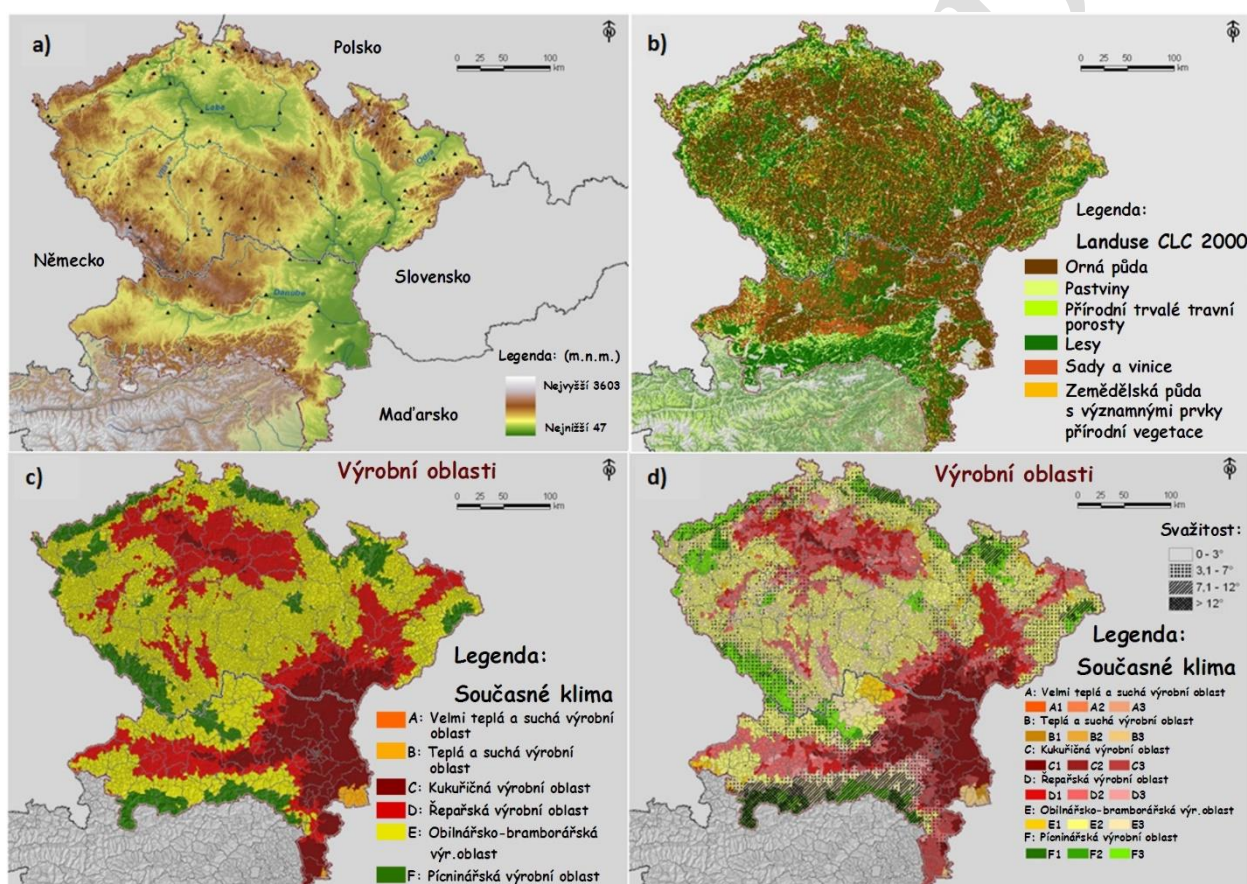 a)
Polsko
N
0 25 50 100
km
Labe
Vltava
Odra
Německo
Slovensko
Danube
Legenda: (m.n.m.)
Nejvyšší 3603
Nejnižší 47
Maďarsko
b)
N
0 25 50 100
km
Legenda:
Landuse CLC 2000
Orná půda
Pastviny
Přírodní trvalé travní
porosty
Lesy
Sady a vinice
Zemědělská půda
s významnými prvky
přírodní vegetace
c)
Výrobní oblasti
N
0 25 50 100
km
Legenda:
Současné klima
A: Velmi teplá a suchá výrobní
oblast
B: Teplá a suchá výrobní
oblast
C: Kukuřičná výrobní oblast
D: Řepařská výrobní oblast
E: Obilnářsko-bramborářská
výr.oblast
F: Pícninářská výrobní oblast
d)
Výrobní oblasti
N
0 25 50 100
km
Svažitost:
0 - 3°
3,1 - 7°
7,1 - 12°
> 12°
Legenda:
Současné klima
A: Velmi teplá a suchá výrobní oblast
A1 A2 A3
B: Teplá a suchá výrobní oblast
B1 B2 B3
C: Kukuřičná výrobní oblast
C1 C2 C3
D: Řepařská výrobní oblast
D1 D2 D3
E: Obilnářsko-bramborářská výr.oblast
E1 E2 E3
F: Pícninářská výrobní oblast
F1 F2 F3